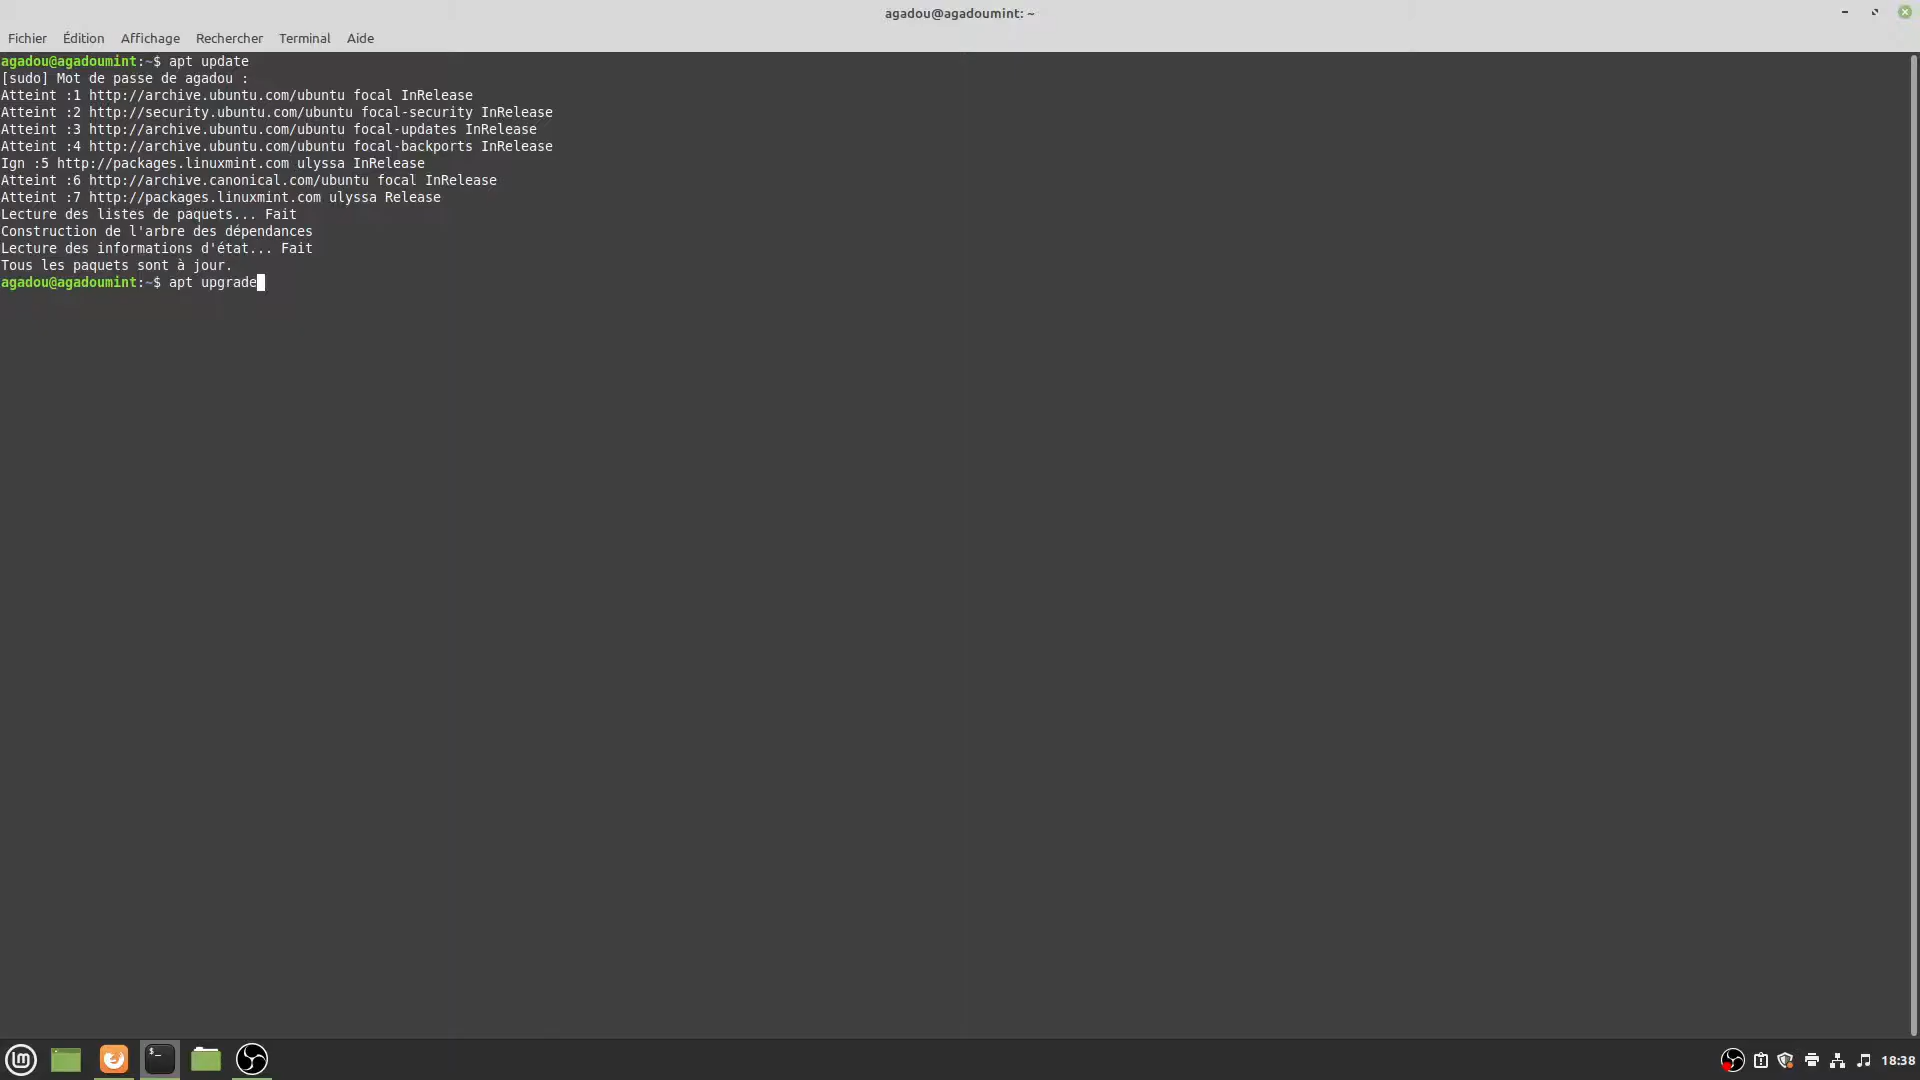 agadou@agadoumint: ~
Fichier Édition Affichage Rechercher Terminal Aide
agadou@agadoumint:~$ apt update
[sudo] Mot de passe de agadou :
Atteint :1 http://archive.ubuntu.com/ubuntu focal InRelease
Atteint :2 http://security.ubuntu.com/ubuntu focal-security InRelease
Atteint :3 http://archive.ubuntu.com/ubuntu focal-updates InRelease
Atteint :4 http://archive.ubuntu.com/ubuntu focal-backports InRelease
Ign :5 http://packages.linuxmint.com ulyssa InRelease
Atteint :6 http://archive.canonical.com/ubuntu focal InRelease
Atteint :7 http://packages.linuxmint.com ulyssa Release
Lecture des listes de paquets... Fait
Construction de l'arbre des dépendances
Lecture des informations d'état... Fait
Tous les paquets sont à jour.
agadou@agadoumint:~$ apt upgrade
18:38